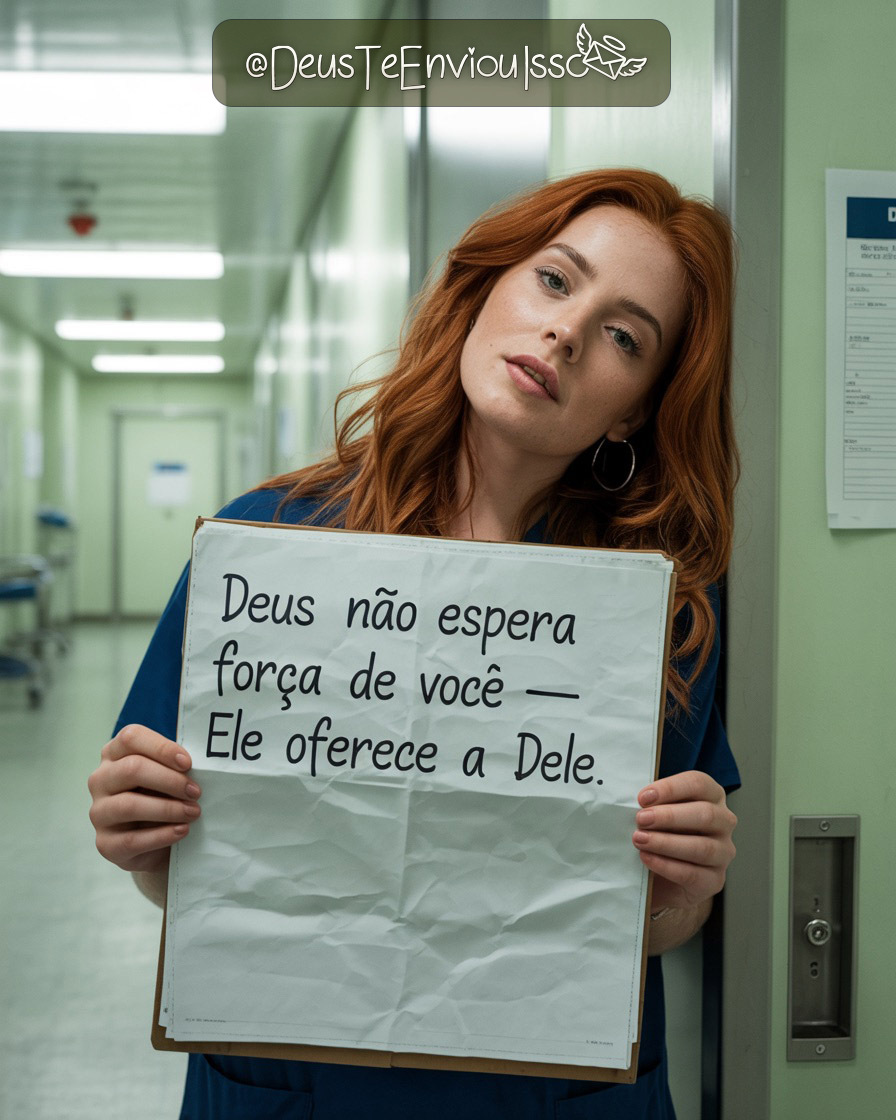 @DeusTeEnviouIsso
Deus não espera
força de você —
Ele oferece a Dele.